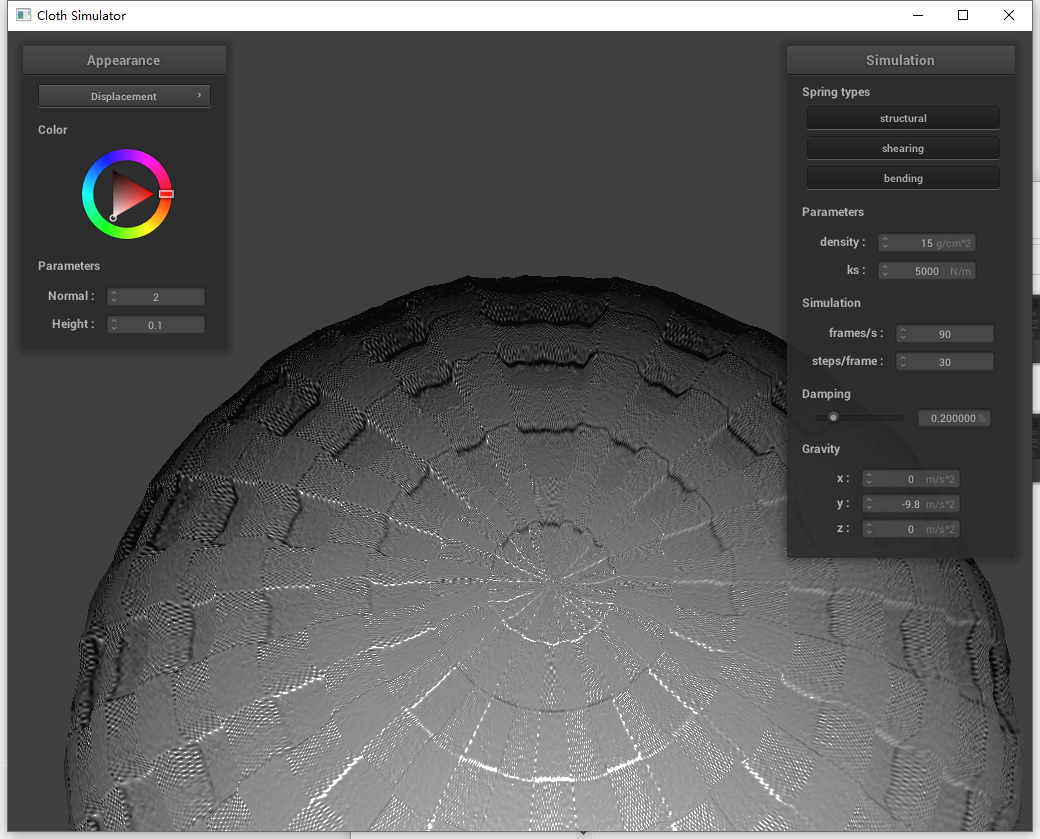 Cloth Simulator
Appearance
Displacement
Color
Parameters
Normal : 2
Height : 0.1
Simulation
Spring types
structural
shearing
bending
Parameters
density : 15 g/cm^2
ks : 5000 N/m
Simulation
frames/s : 90
steps/frame : 30
Damping
0.200000 %
Gravity
x : 0 m/s^2
y : -9.8 m/s^2
z : 0 m/s^2